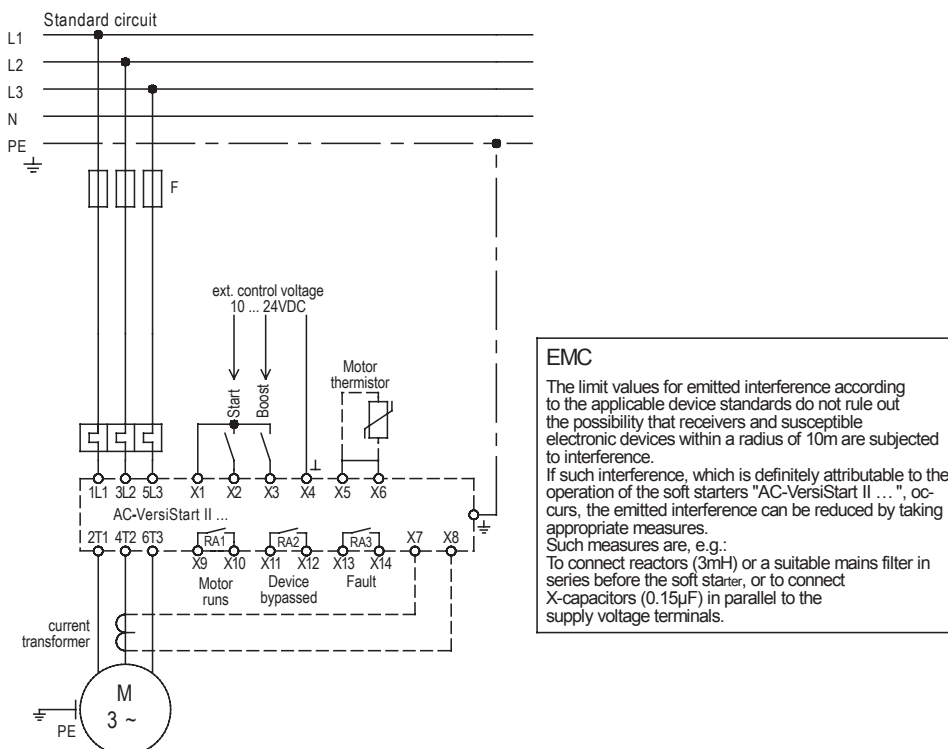 Standard circuit
L1
L2
L3
N
PE
F
ext. control voltage
10 ... 24VDC
Start
Boost
Motor
thermistor
1L1 3L2 5L3 X1 X2 X3 X4 X5 X6
AC-VersiStart II ...
2T1 4T2 6T3 RA1 RA2 RA3 X7 X8
X9 X10 X11 X12 X13 X14
Motor
runs
Device
bypassed
Fault
current
transformer
M
3 ~
PE
EMC
The limit values for emitted interference according
to the applicable device standards do not rule out
the possibility that receivers and susceptible
electronic devices within a radius of 10m are subjected
to interference.
If such interference, which is definitely attributable to the
operation of the soft starters "AC-VersiStart II ... ", oc-
curs, the emitted interference can be reduced by taking
appropriate measures.
Such measures are, e.g.:
To connect reactors (3mH) or a suitable mains filter in
series before the soft starter, or to connect
X-capacitors (0.15µF) in parallel to the
supply voltage terminals.